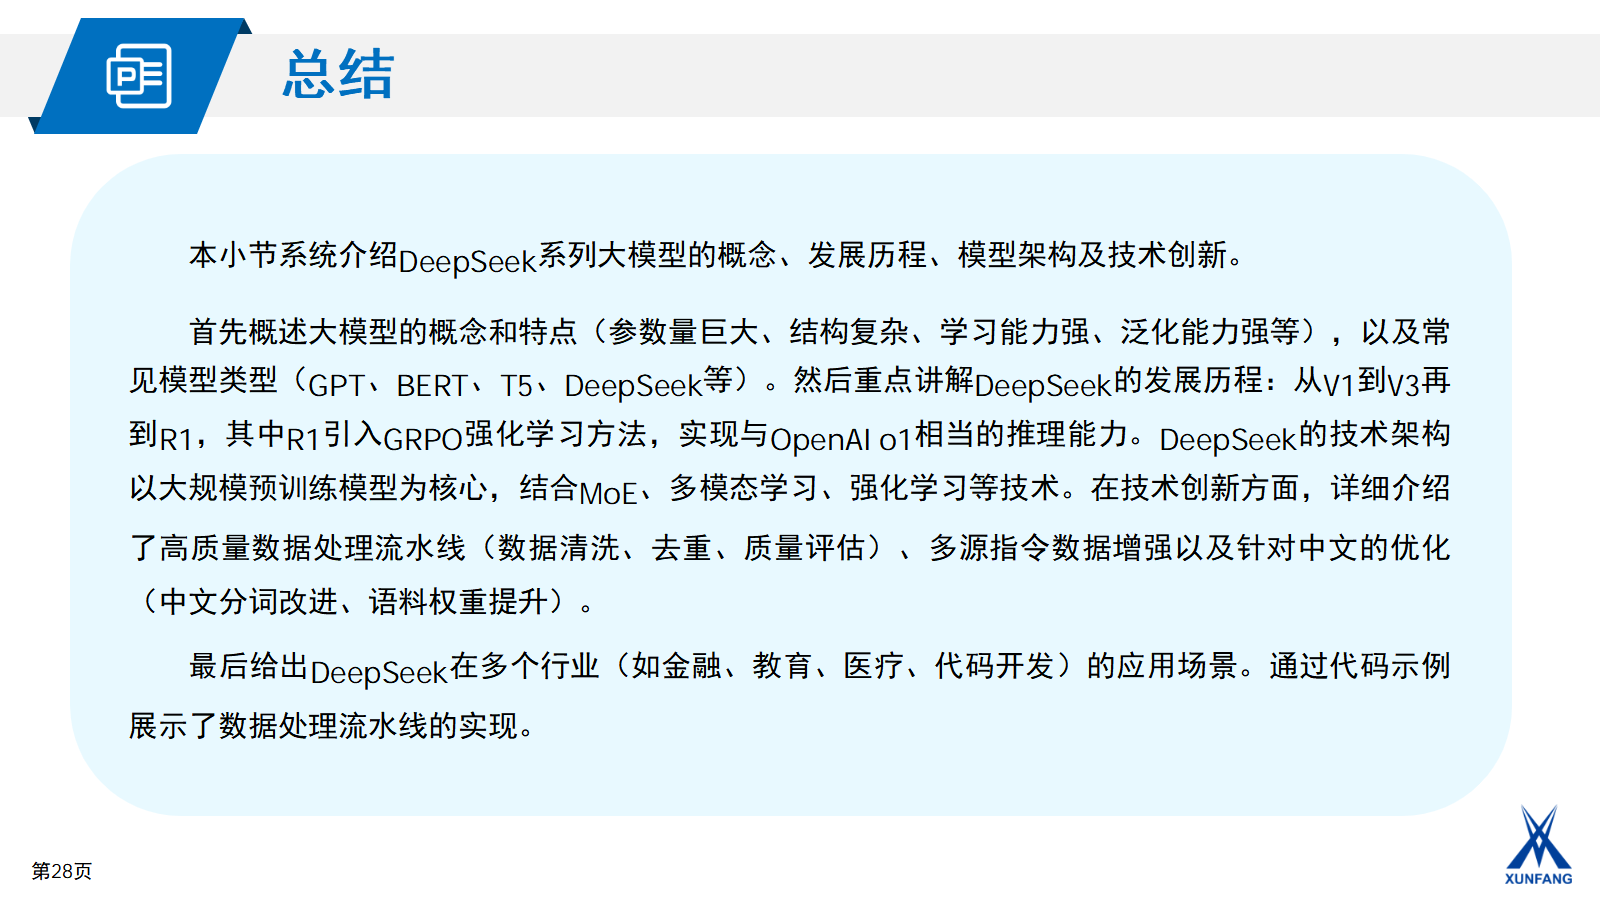 总结
本小节系统介绍DeepSeek系列大模型的概念、发展历程、模型架构及技术创新。
首先概述大模型的概念和特点（参数量巨大、结构复杂、学习能力强、泛化能力强等），以及常
见模型类型（GPT、BERT、T5、DeepSeek等）。然后重点讲解DeepSeek的发展历程：从V1到V3再
到R1，其中R1引入GRPO强化学习方法，实现与OpenAI o1相当的推理能力。DeepSeek的技术架构
以大规模预训练模型为核心，结合MoE、多模态学习、强化学习等技术。在技术创新方面，详细介绍
了高质量数据处理流水线（数据清洗、去重、质量评估）、多源指令数据增强以及针对中文的优化
（中文分词改进、语料权重提升）。
最后给出DeepSeek在多个行业（如金融、教育、医疗、代码开发）的应用场景。通过代码示例
展示了数据处理流水线的实现。
第28页
XUNFANG